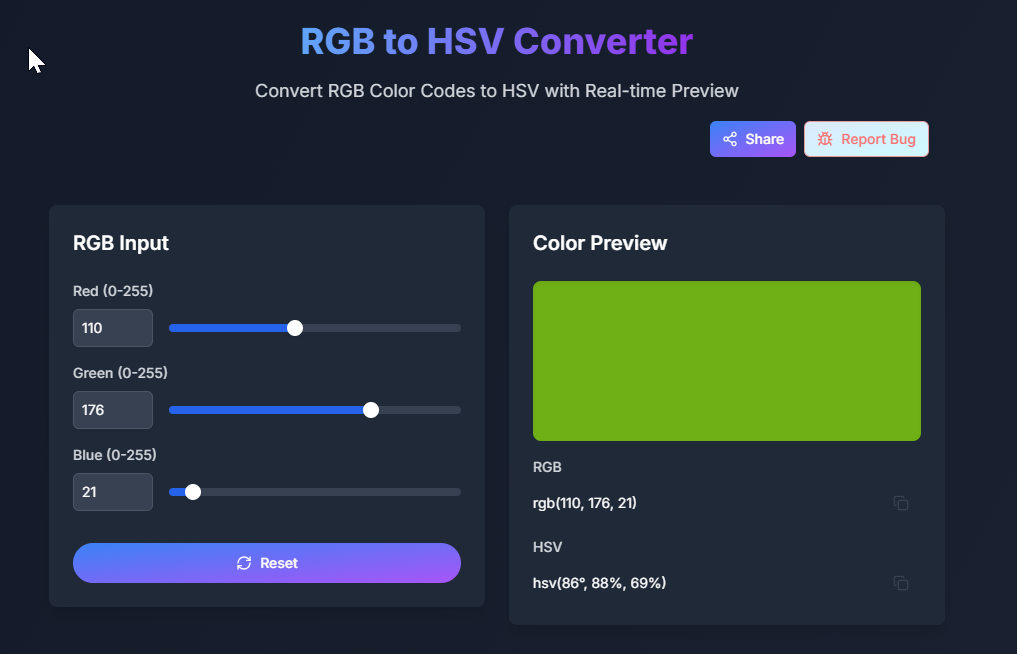 RGB to HSV Converter
Convert RGB Color Codes to HSV with Real-time Preview
Share
Report Bug
RGB Input
Red (0-255)
110
Green (0-255)
176
Blue (0-255)
21
Reset
Color Preview
RGB
rgb(110, 176, 21)
HSV
hsv(86°, 88%, 69%)